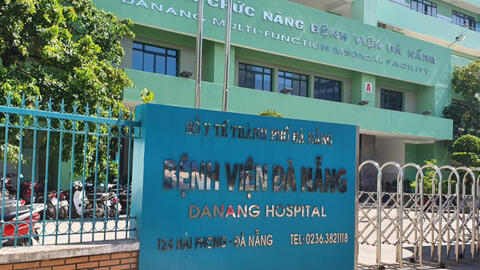 CHỨC NĂNG BỆNH VIỆN ĐÀ NẴNG
DANANG MULTI-FUNCTION MEDICAL FACILITY
A
SỞ Y TẾ THÀNH PHỐ ĐÀ NẴNG
BỆNH VIỆN ĐÀ NẴNG
DANANG HOSPITAL
124 HẢI PHÒNG - ĐÀ NẴNG TEL: 0236.3821118